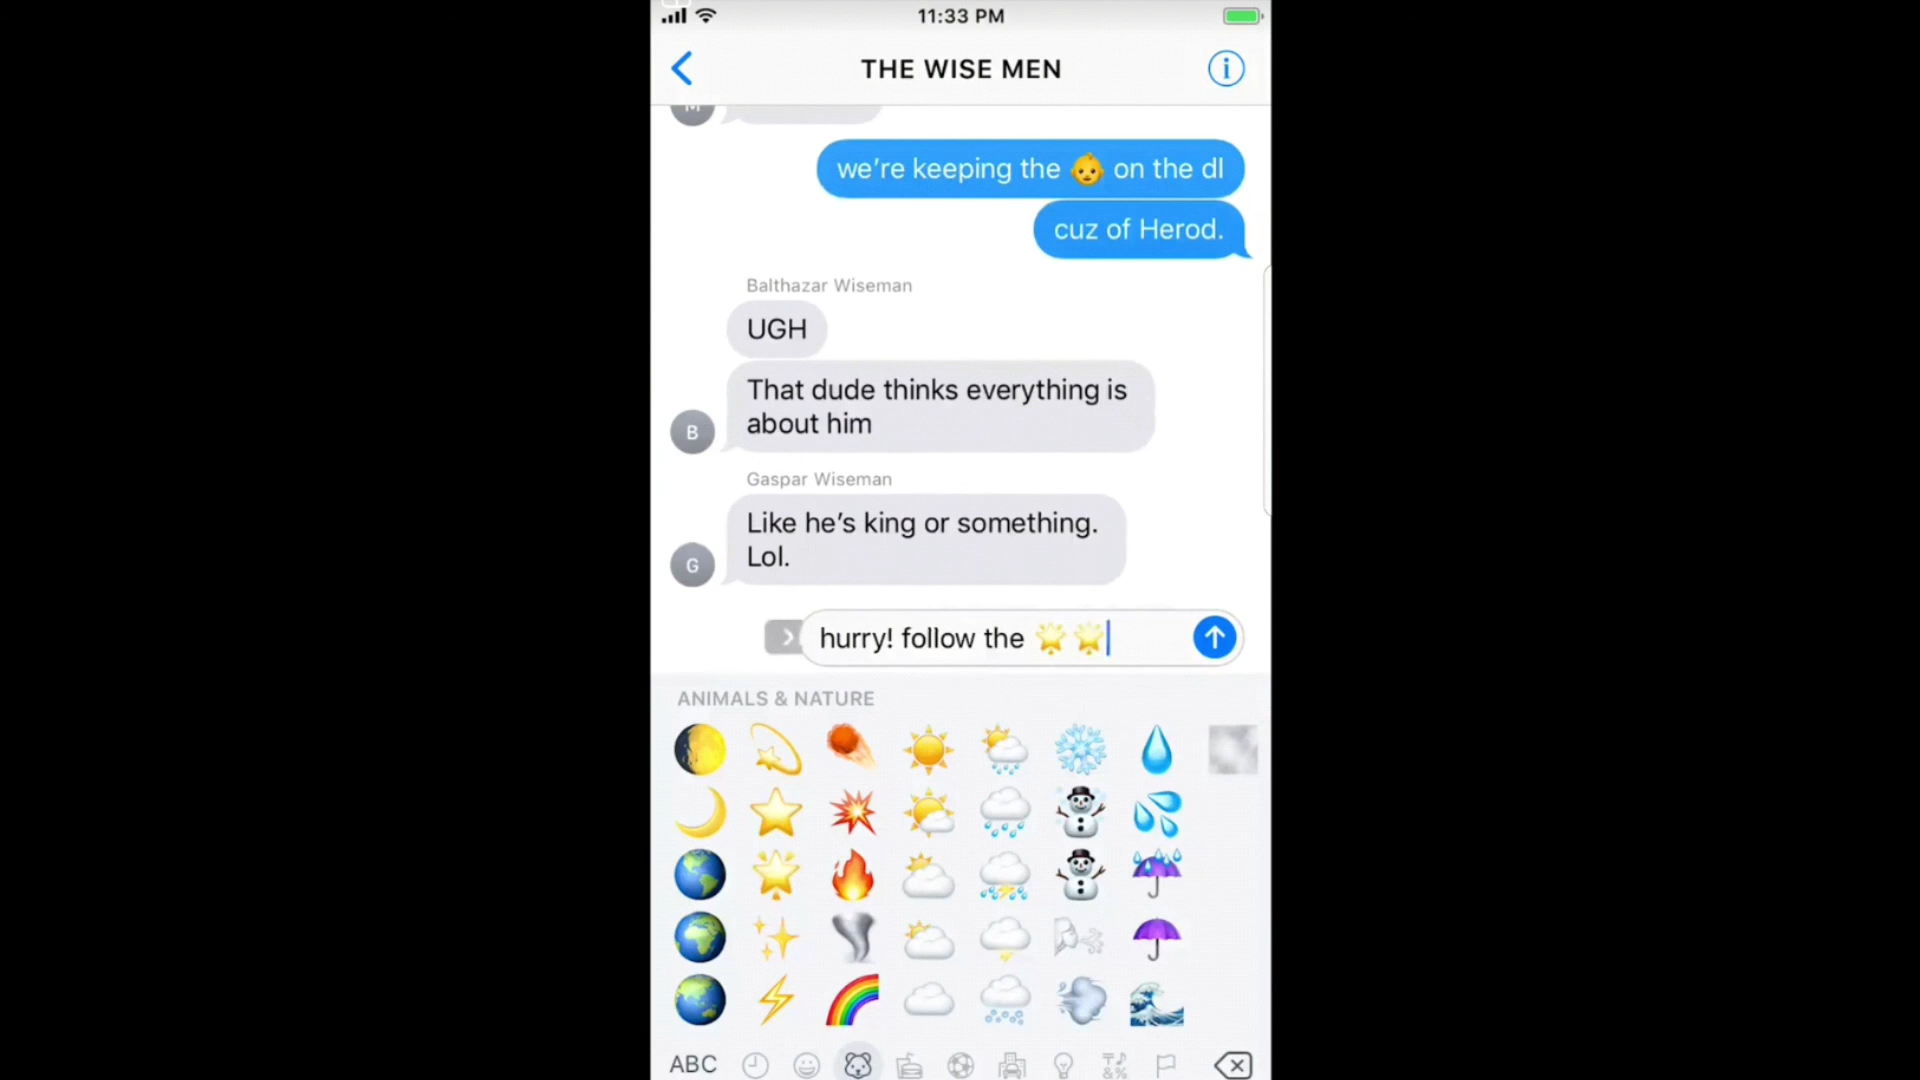 11:33 PM
THE WISE MEN
M
we're keeping the 👶 on the dl
cuz of Herod.
Balthazar Wiseman
UGH
That dude thinks everything is
about him
B
Gaspar Wiseman
Like he's king or something.
Lol.
G
hurry! follow the 🌟 🌟
ANIMALS & NATURE
ABC